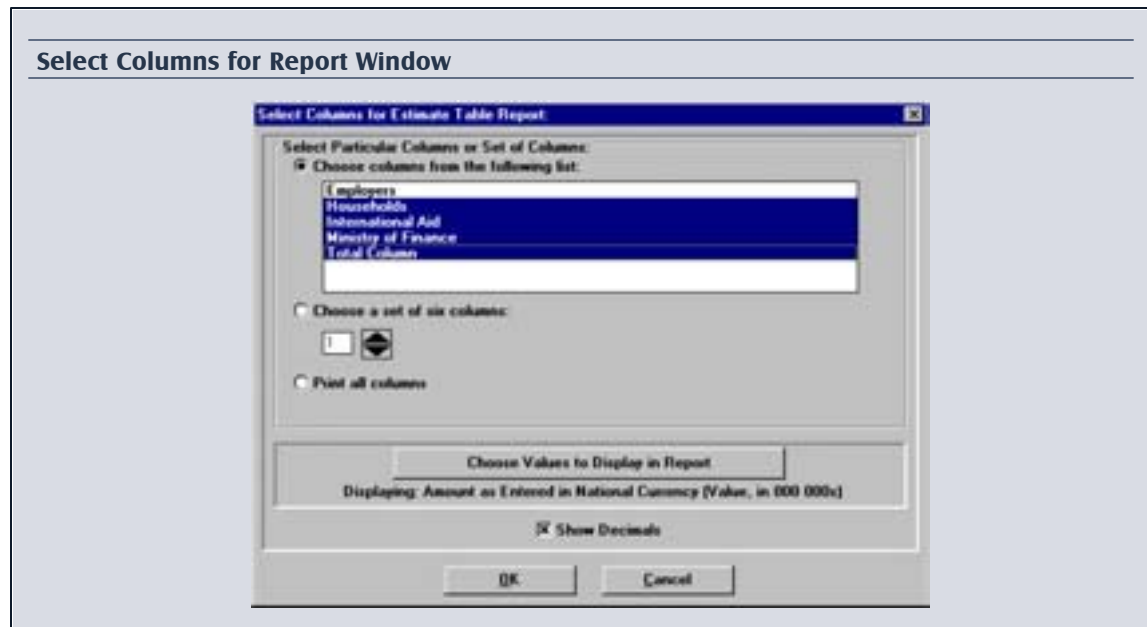 Select Columns for Report Window
Select Columns for Estimate Table Report:
Select Particular Columns or Set of Columns:
Choose columns from the following list:
Employers
Households
International Aid
Ministry of Finance
Total Column
Choose a set of six columns:
1
Print all columns
Choose Values to Display in Report
Displaying: Amount as Entered in National Currency (Value, in 000 000s)
Show Decimals
OK Cancel